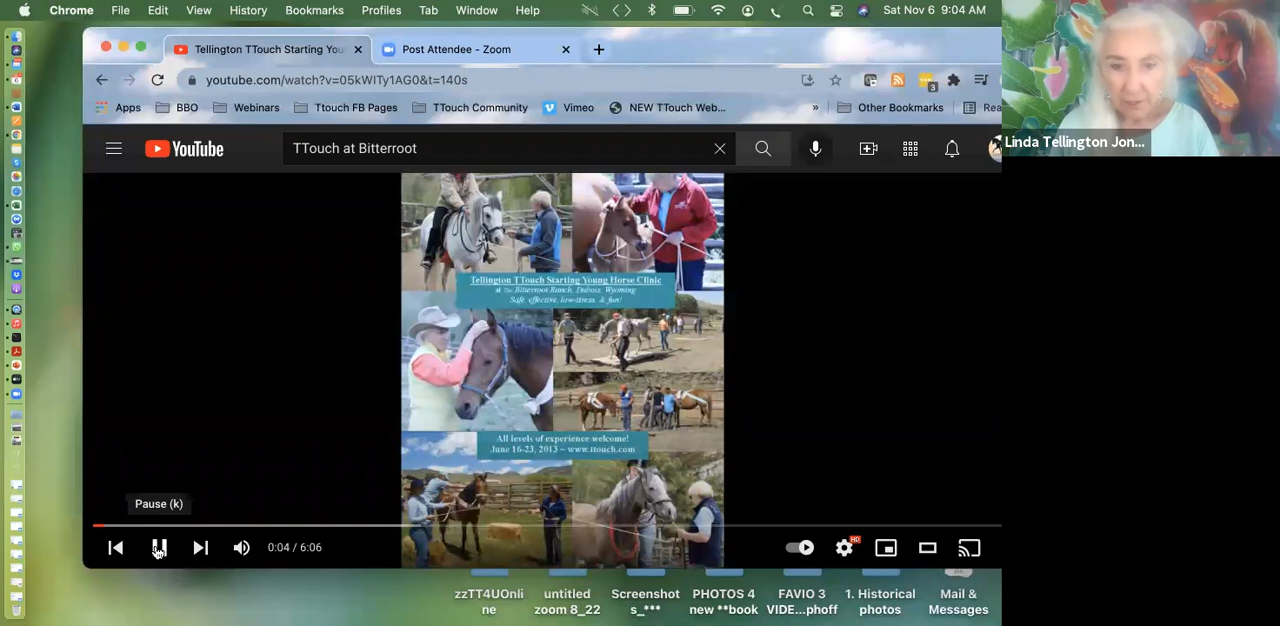 Chrome File Edit View History Bookmarks Profiles Tab Window Help Sat Nov 6 9:04 AM
Tellington TTouch Starting You
Post Attendee - Zoom
youtube.com/watch?v=05kWITy1AG0&t=140s
3
Apps BBO Webinars Ttouch FB Pages TTouch Community Vimeo NEW TTouch Web... » Other Bookmarks Rea
YouTube
TTouch at Bitterroot
Linda Tellington Jon...
Tellington TTouch Starting Young Horse Clinic
at The Bitterroot Ranch, Dubois, Wyoming
Safe, effective, low-stress & fun!
All levels of experience welcome!
June 16-23, 2013 ~ www.ttouch.com
Pause (k)
0:04 / 6:06
HD
zzTT4UOnli
ne
untitled
zoom 8_22
Screenshot
s_***
PHOTOS 4
new **book
FAVIO 3
VIDE...phoff
1. Historical
photos
Mail &
Messages